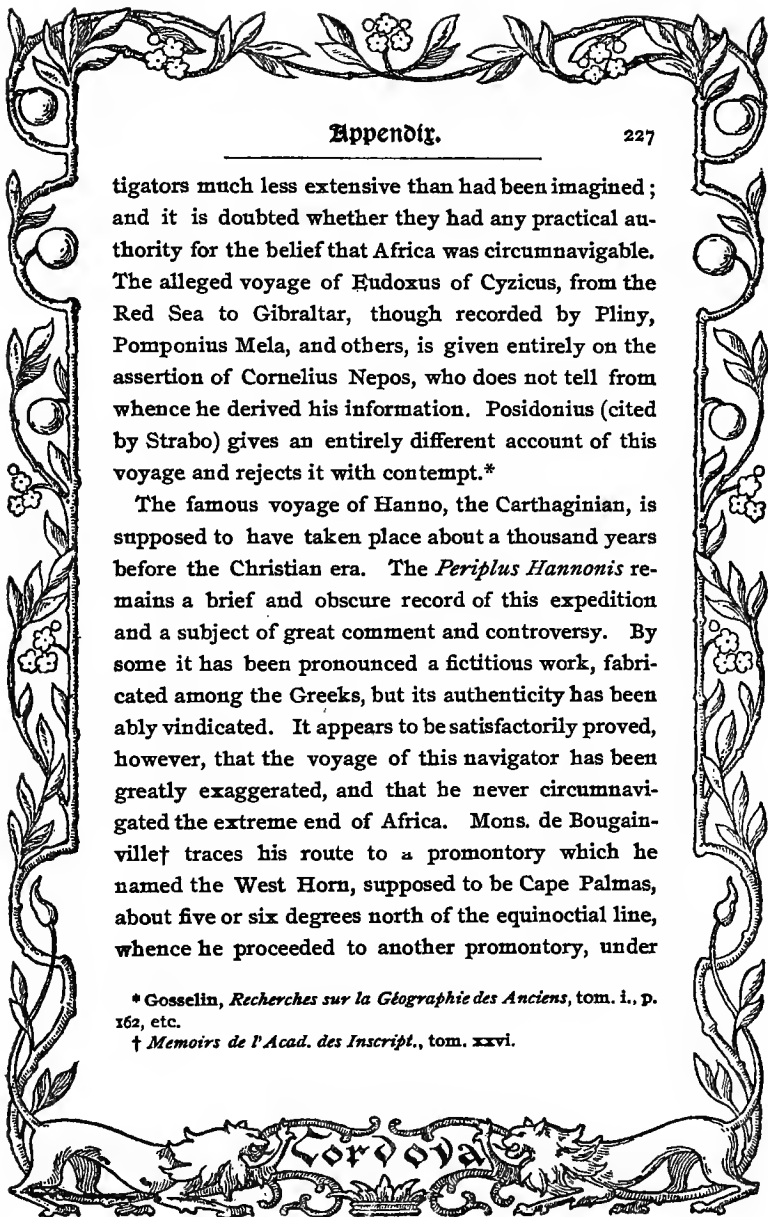 Appendix. 227
tigators much less extensive than had been imagined ;
and it is doubted whether they had any practical au-
thority for the belief that Africa was circumnavigable.
The alleged voyage of Eudoxus of Cyzicus, from the
Red Sea to Gibraltar, though recorded by Pliny,
Pomponius Mela, and others, is given entirely on the
assertion of Cornelius Nepos, who does not tell from
whence he derived his information. Posidonius (cited
by Strabo) gives an entirely different account of this
voyage and rejects it with contempt.*
The famous voyage of Hanno, the Carthaginian, is
supposed to have taken place about a thousand years
before the Christian era. The Periplus Hannonis re-
mains a brief and obscure record of this expedition
and a subject of great comment and controversy. By
some it has been pronounced a fictitious work, fabri-
cated among the Greeks, but its authenticity has been
ably vindicated. It appears to be satisfactorily proved,
however, that the voyage of this navigator has been
greatly exaggerated, and that he never circumnavi-
gated the extreme end of Africa. Mons. de Bougain-
ville† traces his route to a promontory which he
named the West Horn, supposed to be Cape Palmas,
about five or six degrees north of the equinoctial line,
whence he proceeded to another promontory, under
* Gosselin, Recherches sur la Géographie des Anciens, tom. i., p.
162, etc.
† Memoirs de l'Acad. des Inscript., tom. xxvi.
Cordova